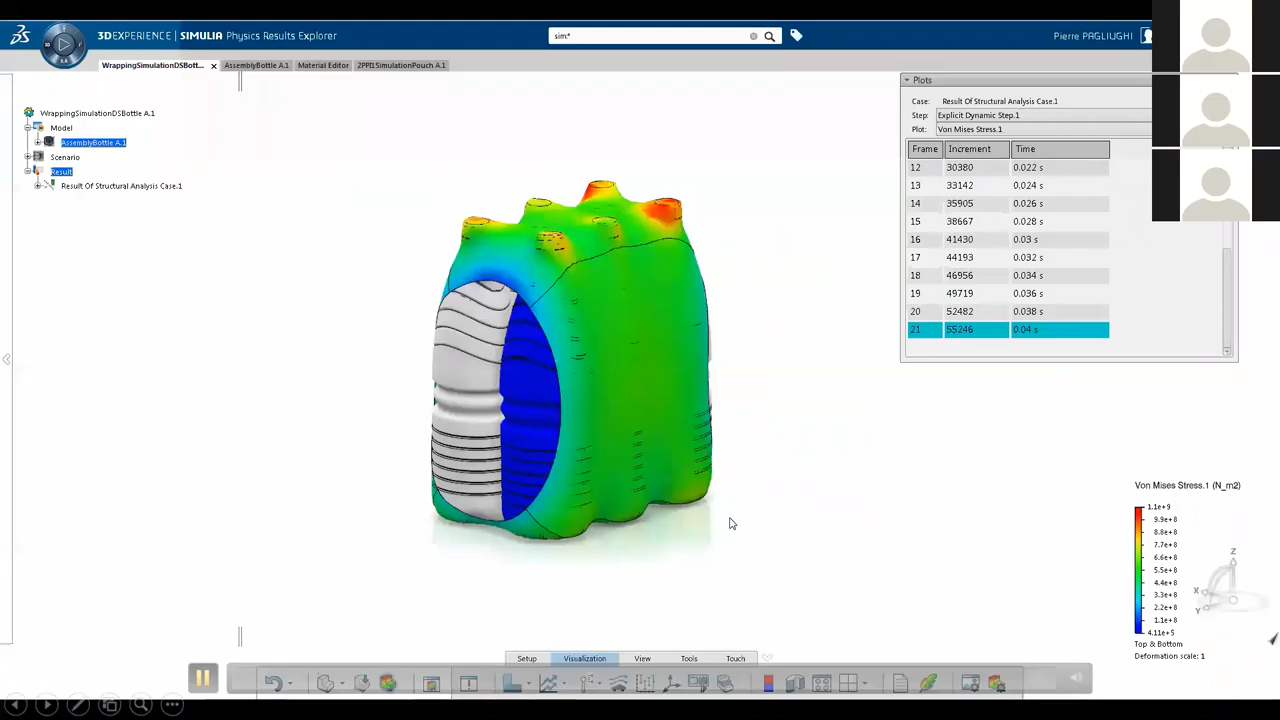 3DEXPERIENCE | SIMULIA Physics Results Explorer
sim:*
Pierre PAGLIUGHI
WrappingSimulationDSBott... x
AssemblyBottle A.1
Material Editor
2PPI1SimulationPouch A.1
WrappingSimulationDSBottle A.1
Model
AssemblyBottle A.1
Scenario
Result
Result Of Structural Analysis Case.1
Plots
Case: Result Of Structural Analysis Case.1
Step: Explicit Dynamic Step.1
Plot: Von Mises Stress.1
Frame Increment Time
12 30380 0.022 s
13 33142 0.024 s
14 35905 0.026 s
15 38667 0.028 s
16 41430 0.03 s
17 44193 0.032 s
18 46956 0.034 s
19 49719 0.036 s
20 52482 0.038 s
21 55246 0.04 s
Von Mises Stress.1 (N_m2)
1.1e+9
9.9e+8
8.8e+8
7.7e+8
6.6e+8
5.5e+8
4.4e+8
3.3e+8
2.2e+8
1.1e+8
4.11e+5
Top & Bottom
Deformation scale: 1
Z
X
Y
Setup Visualization View Tools Touch